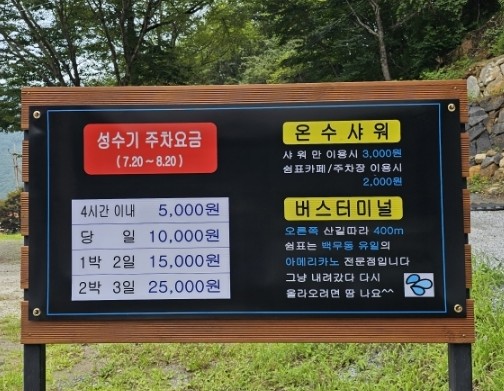 성수기 주차요금
( 7.20 ~ 8.20 )
4시간 이내 5,000원
당 일 10,000원
1박 2일 15,000원
2박 3일 25,000원
온수샤워
샤워만 이용시 3,000원
쉼표카페/주차장 이용시
2,000원
버스터미널
오른쪽 산길따라 400m
쉼표는 백무동 유일의
아메리카노 전문점입니다
그냥 내려갔다 다시
올라오려면 땀 나요^^